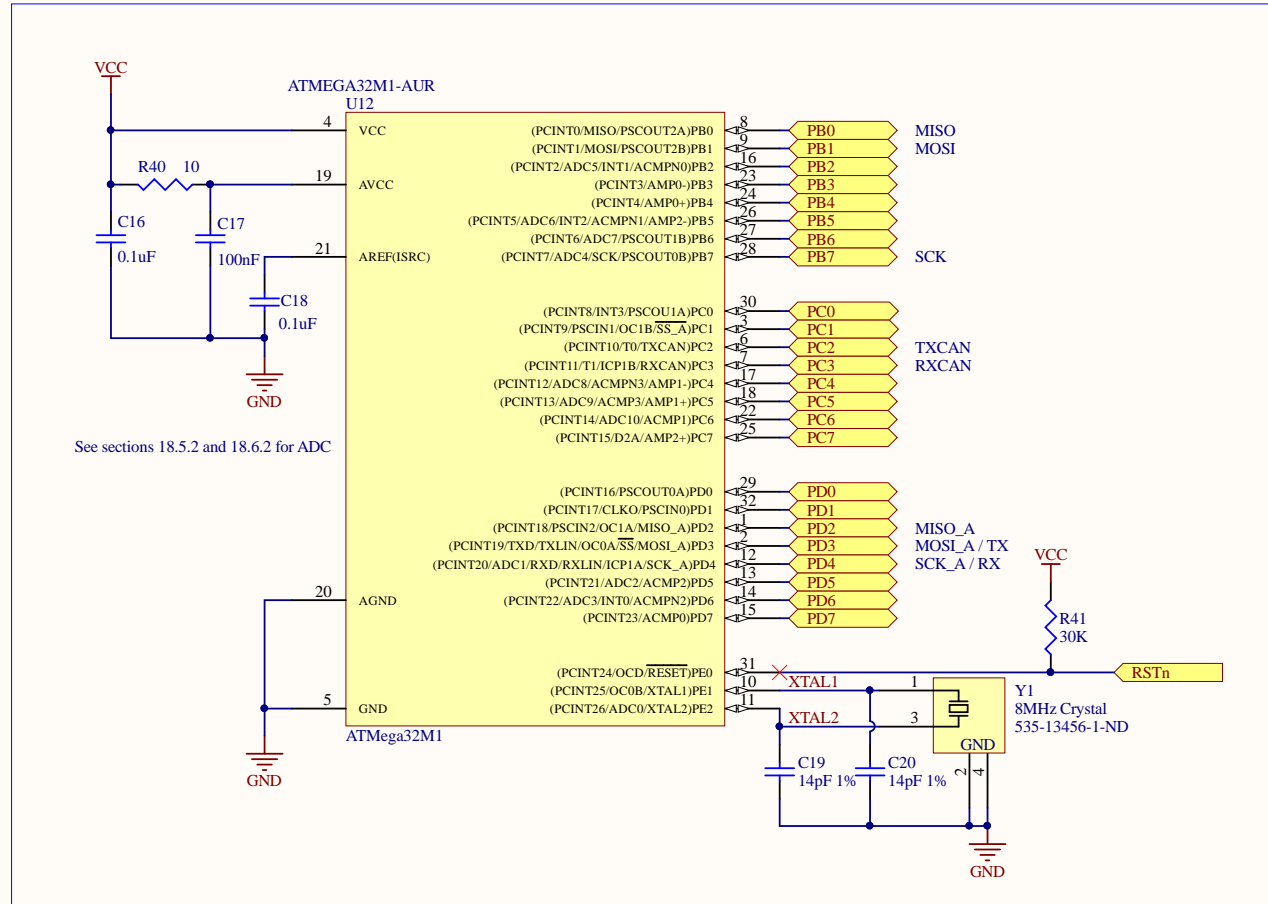 VCC
ATMEGA32M1-AUR
U12
4 VCC
R40 10
19 AVCC
C16
0.1uF
C17
100nF
21 AREF(ISRC)
C18
0.1uF
GND
See sections 18.5.2 and 18.6.2 for ADC
20 AGND
5 GND
GND
ATMega32M1
(PCINT0/MISO/PSCOUT2A)PB0 8 PB0 MISO
(PCINT1/MOSI/PSCOUT2B)PB1 9 PB1 MOSI
(PCINT2/ADC5/INT1/ACMPN0)PB2 16 PB2
(PCINT3/AMP0-)PB3 23 PB3
(PCINT4/AMP0+)PB4 24 PB4
(PCINT5/ADC6/INT2/ACMPN1/AMP2-)PB5 26 PB5
(PCINT6/ADC7/PSCOUT1B)PB6 27 PB6
(PCINT7/ADC4/SCK/PSCOUT0B)PB7 28 PB7 SCK
(PCINT8/INT3/PSCOU1A)PC0 30 PC0
(PCINT9/PSCIN1/OC1B/SS_A)PC1 3 PC1
(PCINT10/T0/TXCAN)PC2 6 PC2 TXCAN
(PCINT11/T1/ICP1B/RXCAN)PC3 7 PC3 RXCAN
(PCINT12/ADC8/ACMPN3/AMP1-)PC4 17 PC4
(PCINT13/ADC9/ACMP3/AMP1+)PC5 18 PC5
(PCINT14/ADC10/ACMP1)PC6 22 PC6
(PCINT15/D2A/AMP2+)PC7 25 PC7
(PCINT16/PSCOUT0A)PD0 29 PD0
(PCINT17/CLKO/PSCIN0)PD1 32 PD1
(PCINT18/PSCIN2/OC1A/MISO_A)PD2 1 PD2 MISO_A
(PCINT19/TXD/TXLIN/OC0A/SS/MOSI_A)PD3 2 PD3 MOSI_A / TX
(PCINT20/ADC1/RXD/RXLIN/ICP1A/SCK_A)PD4 12 PD4 SCK_A / RX
(PCINT21/ADC2/ACMP2)PD5 13 PD5
(PCINT22/ADC3/INT0/ACMPN2)PD6 14 PD6
(PCINT23/ACMP0)PD7 15 PD7
VCC
R41
30K
(PCINT24/OCD/RESET)PE0 31 RSTn
(PCINT25/OC0B/XTAL1)PE1 10 XTAL1 1
(PCINT26/ADC0/XTAL2)PE2 11 XTAL2 3
Y1
8MHz Crystal
535-13456-1-ND
GND
2 4
C19
14pF 1%
C20
14pF 1%
GND